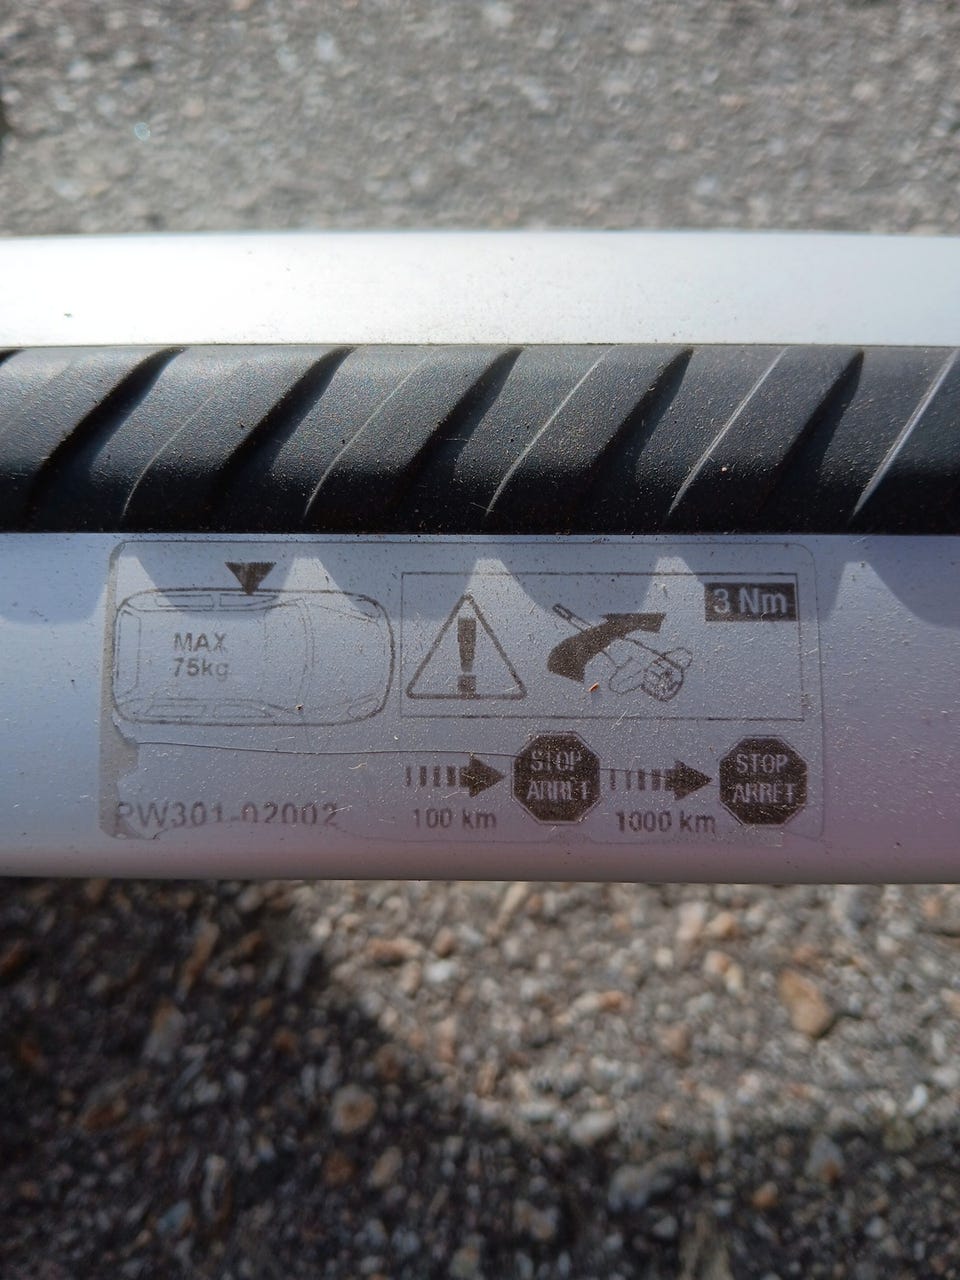 MAX
75kg
3 Nm
STOP
ARRET
STOP
ARRET
PW301-02002
100 km
1000 km